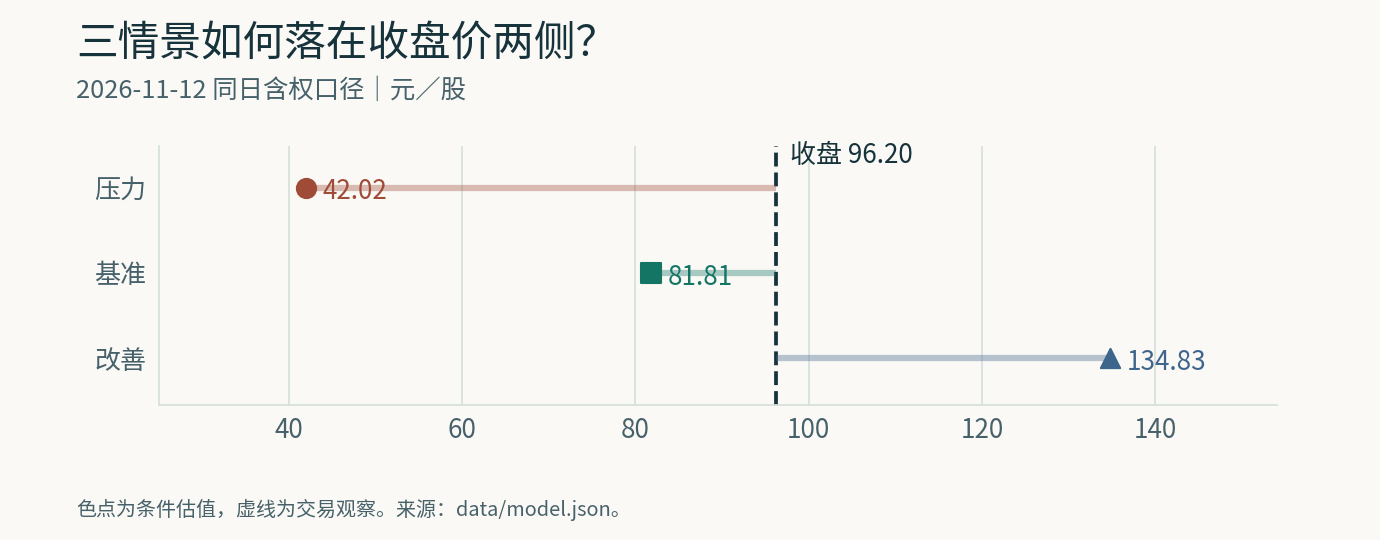 三情景如何落在收盘价两侧？
2026-11-12 同日含权口径｜元／股
收盘 96.20
压力
42.02
基准
81.81
改善
134.83
40 60 80 100 120 140
色点为条件估值，虚线为交易观察。来源：data/model.json。